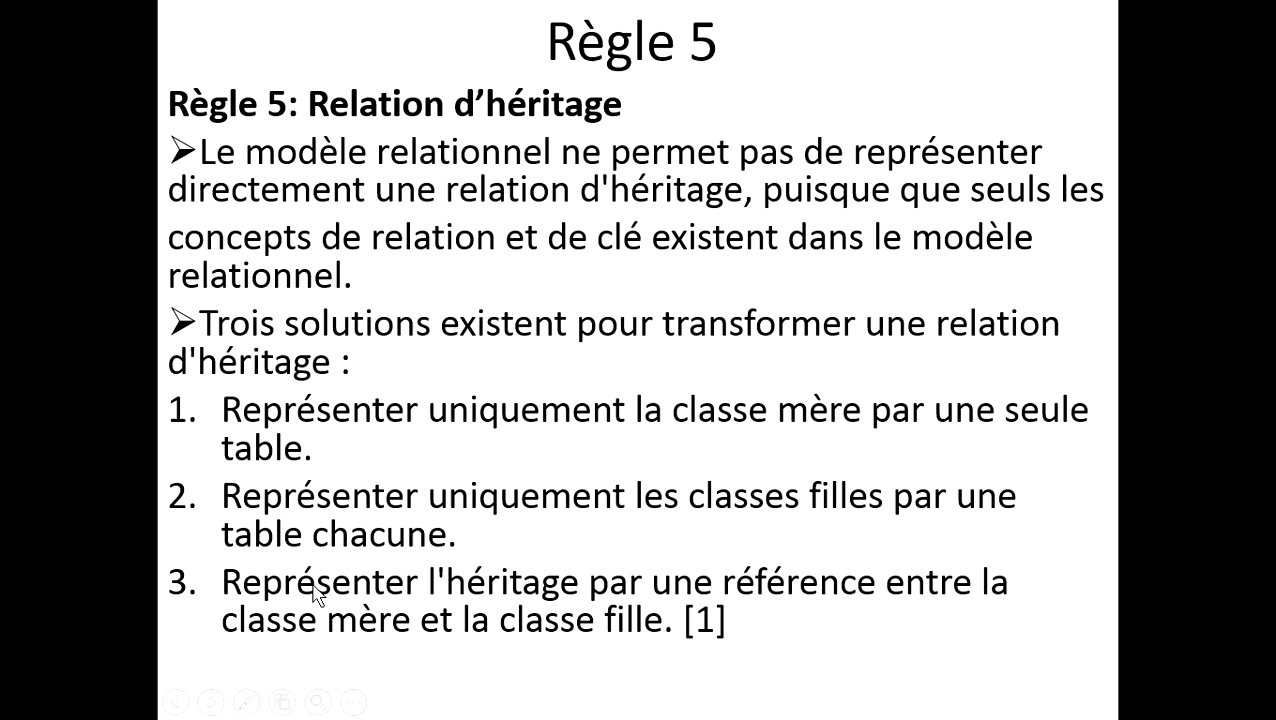 Règle 5
Règle 5: Relation d’héritage
➢Le modèle relationnel ne permet pas de représenter
directement une relation d'héritage, puisque que seuls les
concepts de relation et de clé existent dans le modèle
relationnel.
➢Trois solutions existent pour transformer une relation
d'héritage :
1. Représenter uniquement la classe mère par une seule
table.
2. Représenter uniquement les classes filles par une
table chacune.
3. Représenter l'héritage par une référence entre la
classe mère et la classe fille. [1]